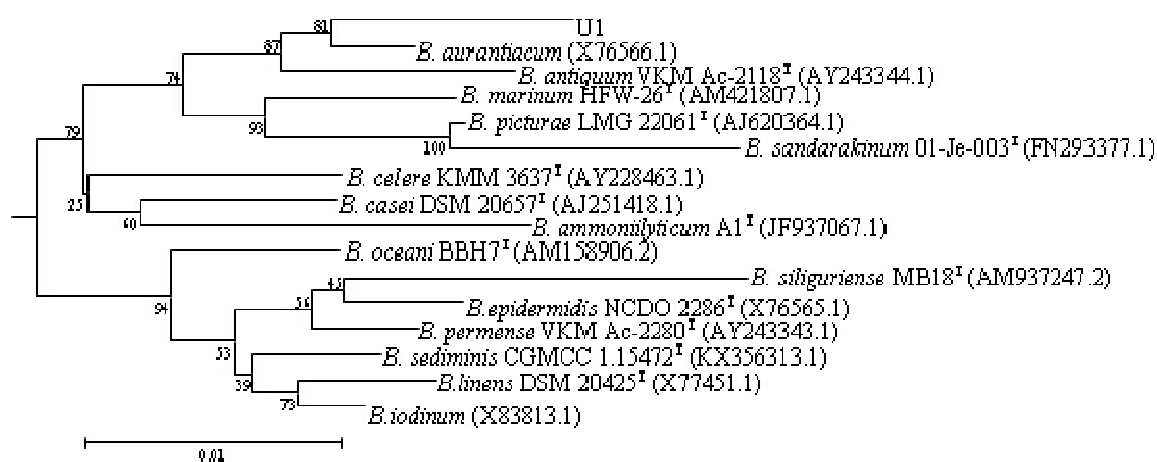 81
U1
87
B. aurantiacum (X76566.1)
74
B. antiquum VKM Ac-2118ᵀ (AY243344.1)
B. marinum HFW-26ᵀ (AM421807.1)
93
B. picturae LMG 22061ᵀ (AJ620364.1)
79
100
B. sandarakinum 01-Je-003ᵀ (FN293377.1)
B. celere KMM 3637ᵀ (AY228463.1)
25
B. casei DSM 20657ᵀ (AJ251418.1)
60
B. ammoniilyticum A1ᵀ (JF937067.1)
B. oceani BBH7ᵀ (AM158906.2)
45
B. siliguriense MB18ᵀ (AM937247.2)
94
56
B.epidermidis NCDO 2286ᵀ (X76565.1)
B. permense VKM Ac-2280ᵀ (AY243343.1)
53
B. sediminis CGMCC 1.15472ᵀ (KX356313.1)
39
B.linens DSM 20425ᵀ (X77451.1)
73
B.iodinum (X83813.1)
0.01